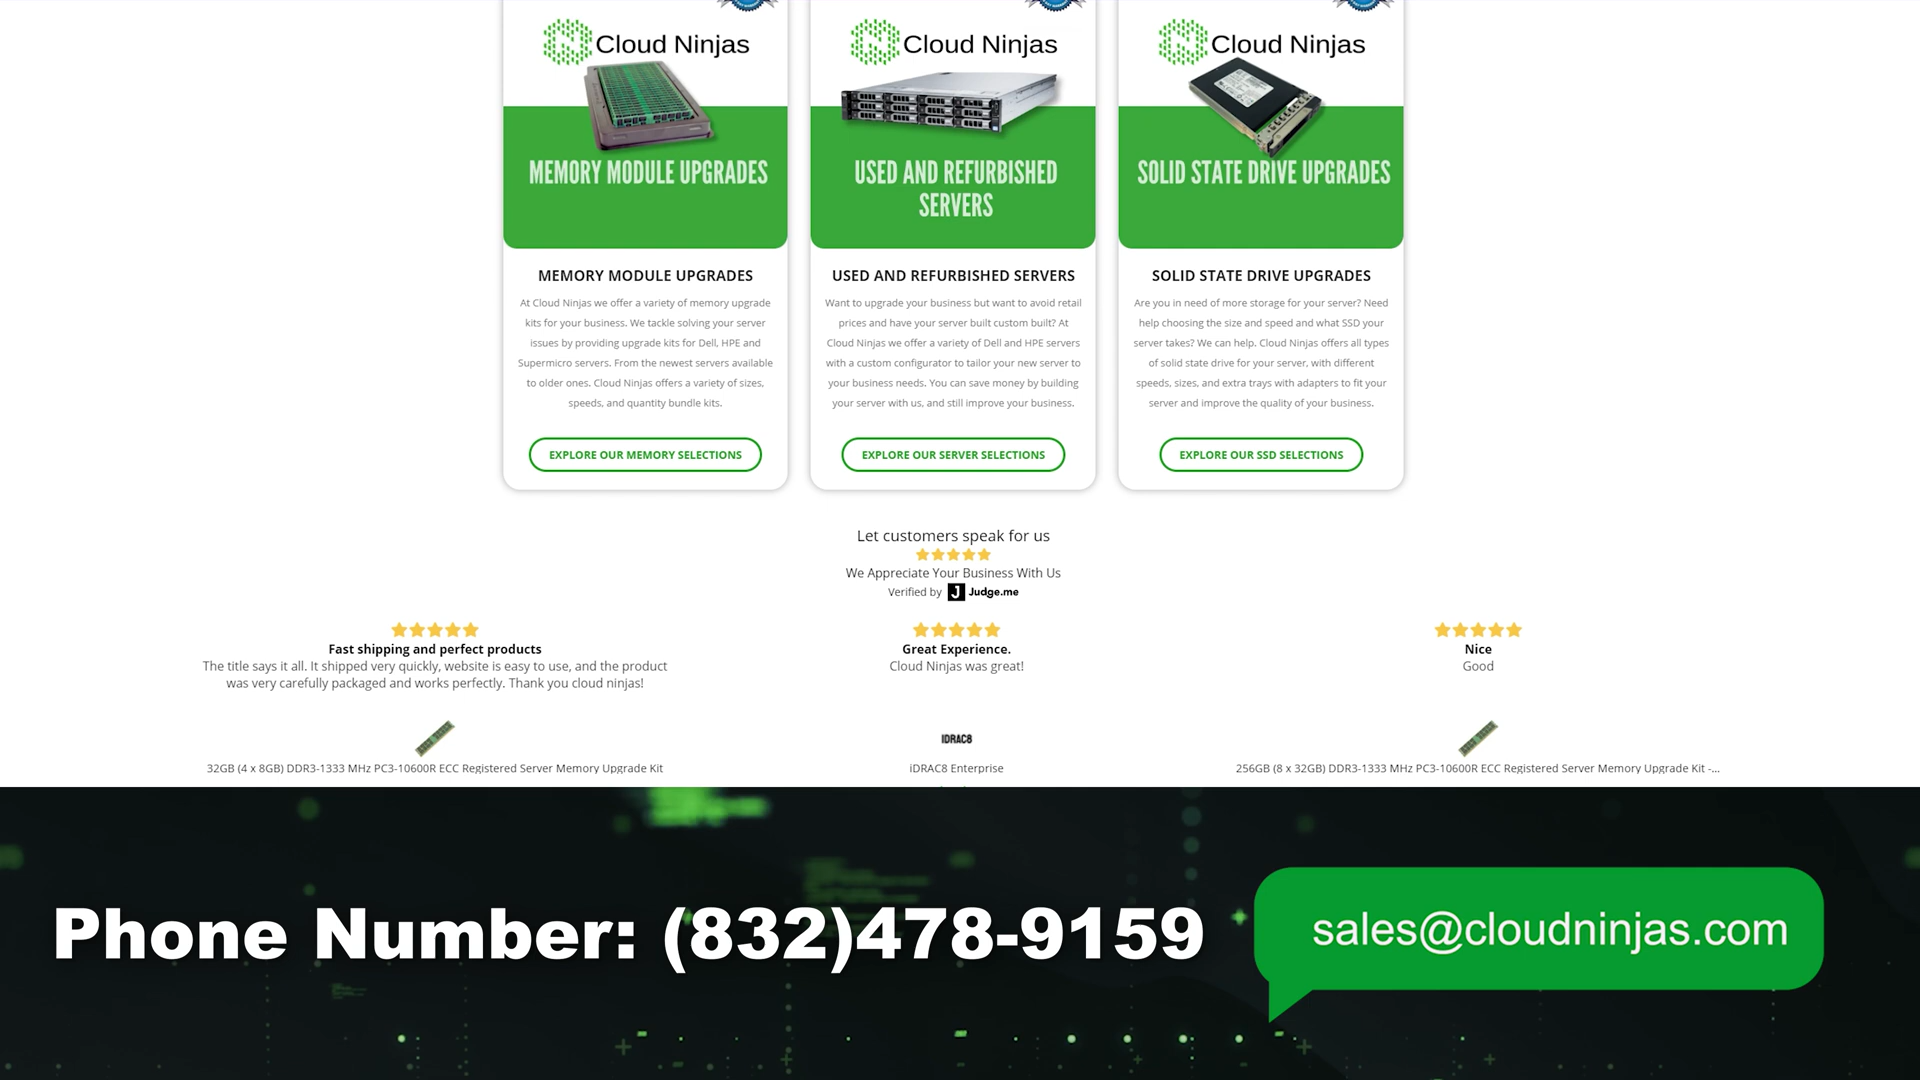 Cloud Ninjas
MEMORY MODULE UPGRADES
MEMORY MODULE UPGRADES
At Cloud Ninjas we offer a variety of memory upgrade
kits for your business. We tackle solving your server
issues by providing upgrade kits for Dell, HPE and
Supermicro servers. From the newest servers available
to older ones. Cloud Ninjas offers a variety of sizes,
speeds, and quantity bundle kits.
EXPLORE OUR MEMORY SELECTIONS
Cloud Ninjas
USED AND REFURBISHED
SERVERS
USED AND REFURBISHED SERVERS
Want to upgrade your business but want to avoid retail
prices and have your server built custom built? At
Cloud Ninjas we offer a variety of Dell and HPE servers
with a custom configurator to tailor your new server to
your business needs. You can save money by building
your server with us, and still improve your business.
EXPLORE OUR SERVER SELECTIONS
Cloud Ninjas
SOLID STATE DRIVE UPGRADES
SOLID STATE DRIVE UPGRADES
Are you in need of more storage for your server? Need
help choosing the size and speed and what SSD your
server takes? We can help. Cloud Ninjas offers all types
of solid state drive for your server, with different
speeds, sizes, and extra trays with adapters to fit your
server and improve the quality of your business.
EXPLORE OUR SSD SELECTIONS
Let customers speak for us
We Appreciate Your Business With Us
Verified by J Judge.me
Fast shipping and perfect products
The title says it all. It shipped very quickly, website is easy to use, and the product
was very carefully packaged and works perfectly. Thank you cloud ninjas!
32GB (4 x 8GB) DDR3-1333 MHz PC3-10600R ECC Registered Server Memory Upgrade Kit
Great Experience.
Cloud Ninjas was great!
IDRAC8
iDRAC8 Enterprise
Nice
Good
256GB (8 x 32GB) DDR3-1333 MHz PC3-10600R ECC Registered Server Memory Upgrade Kit -...
Phone Number: (832)478-9159
sales@cloudninjas.com